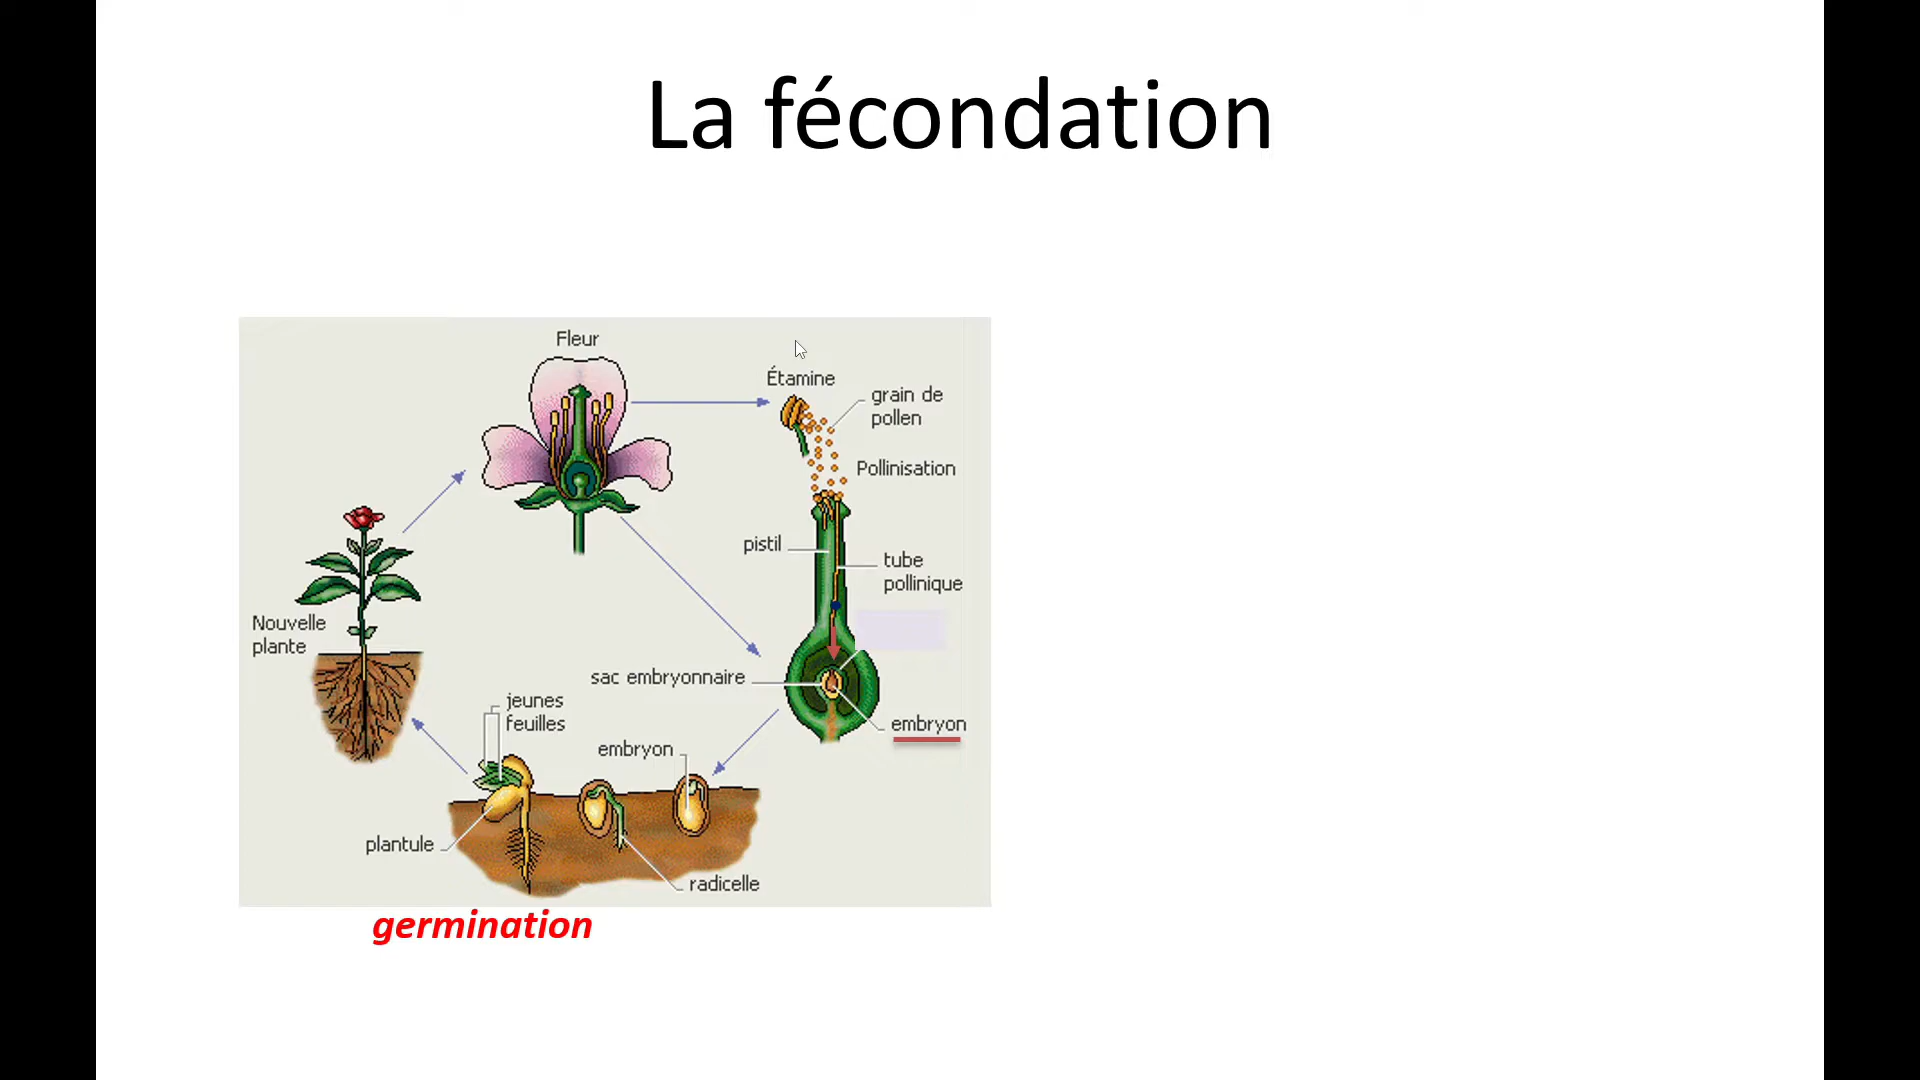 La fécondation
Fleur
Étamine
grain de
pollen
Pollinisation
pistil
tube
pollinique
Nouvelle
plante
sac embryonnaire
jeunes
feuilles
embryon
embryon
plantule
radicelle
germination